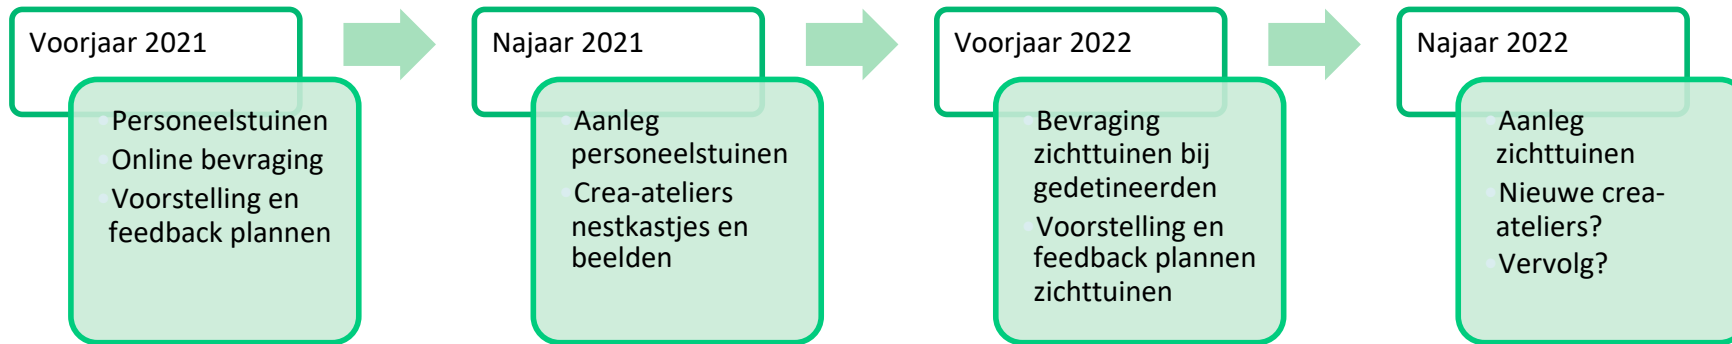 Voorjaar 2021
Personeelstuinen
Online bevraging
Voorstelling en
feedback plannen
Najaar 2021
Aanleg
personeelstuinen
Crea-ateliers
nestkastjes en
beelden
Voorjaar 2022
Bevraging
zichttuinen bij
gedetineerden
Voorstelling en
feedback plannen
zichttuinen
Najaar 2022
Aanleg
zichttuinen
Nieuwe crea-
ateliers?
Vervolg?